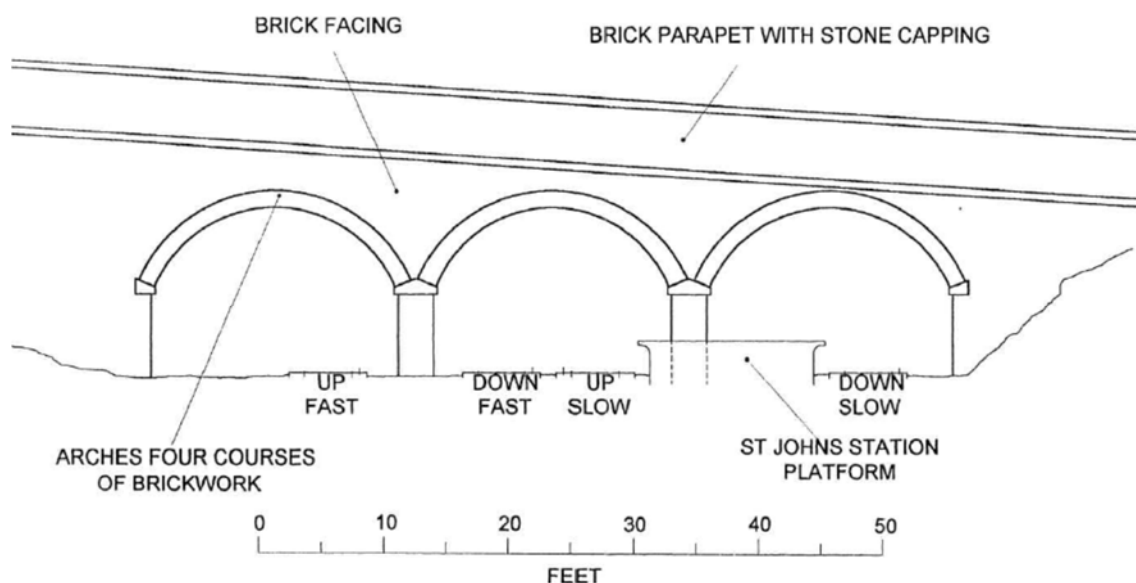 BRICK FACING
BRICK PARAPET WITH STONE CAPPING
UP
FAST
DOWN
FAST
UP
SLOW
DOWN
SLOW
ARCHES FOUR COURSES
OF BRICKWORK
ST JOHNS STATION
PLATFORM
0 10 20 30 40 50
FEET